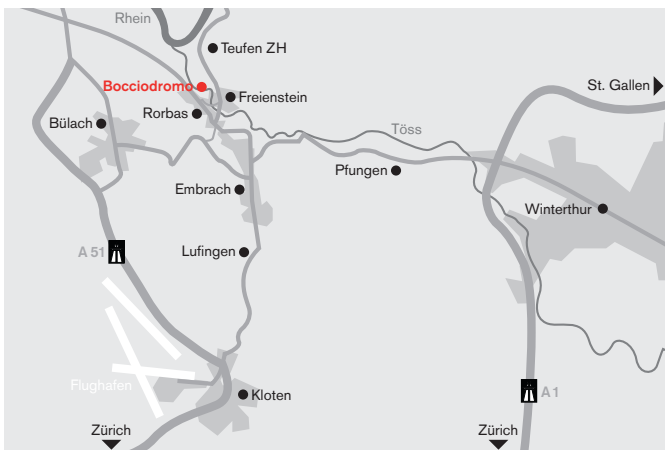 Rhein
Teufen ZH
Bocciodromo
Freienstein
St. Gallen
Rorbas
Bülach
Töss
Pfungen
Embrach
Winterthur
Lufingen
A 51
Flughafen
Kloten
A 1
Zürich
Zürich